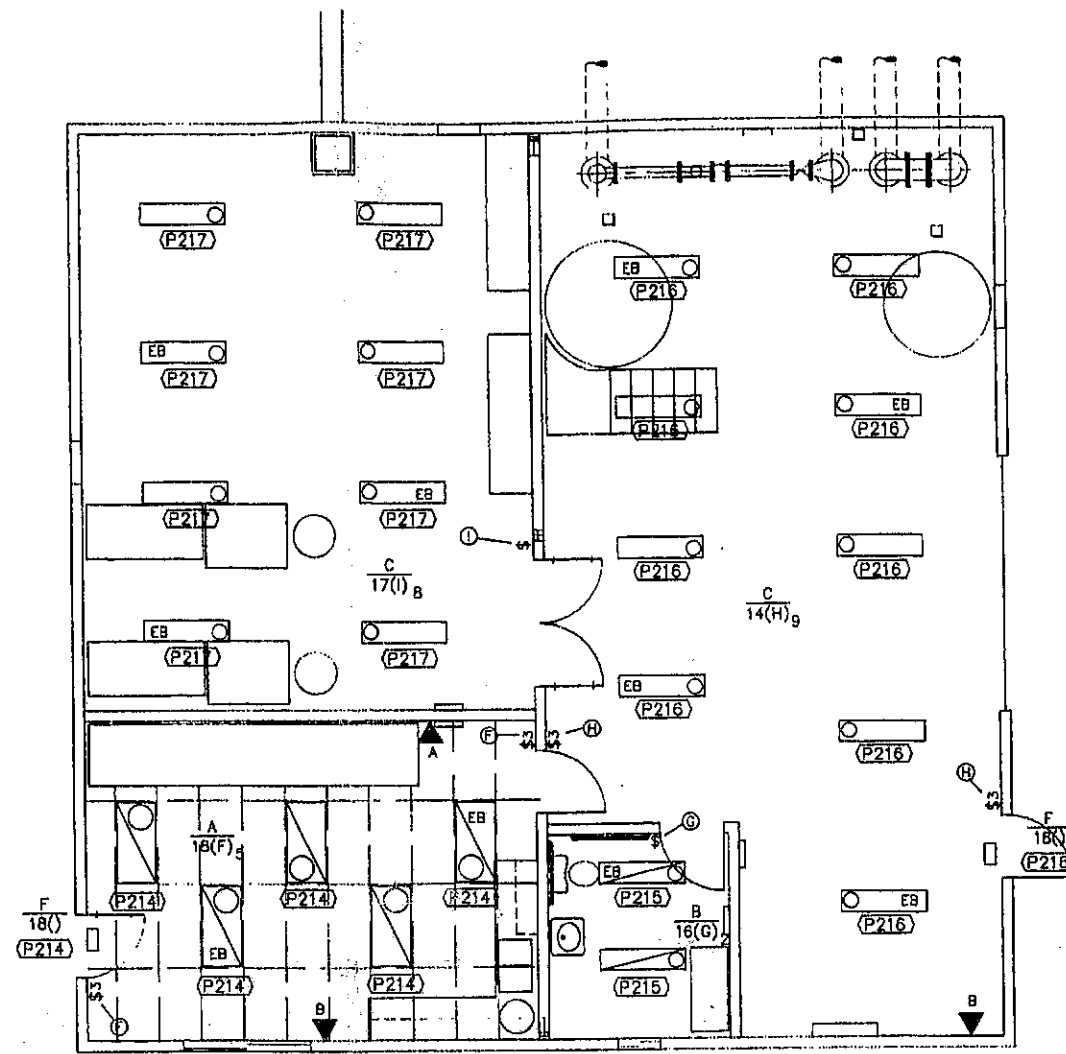 P217 P217
EB
P216 P216
EB
P217 P217
EB
P216 P216
EB
P217 P217
I $
P216 P216
C
17(I) 8
C
14(H) 9
EB
P217 P217
EB
P216
F $3 $3 H
A
P216
H
$3
G
$
A
18(F) 5
EB
F
18()
P214
P214 P214 P214
EB
P215
B
16(G) 2
F
P216
EB
P216
EB
P214 P214
P215
$3
F
B
B